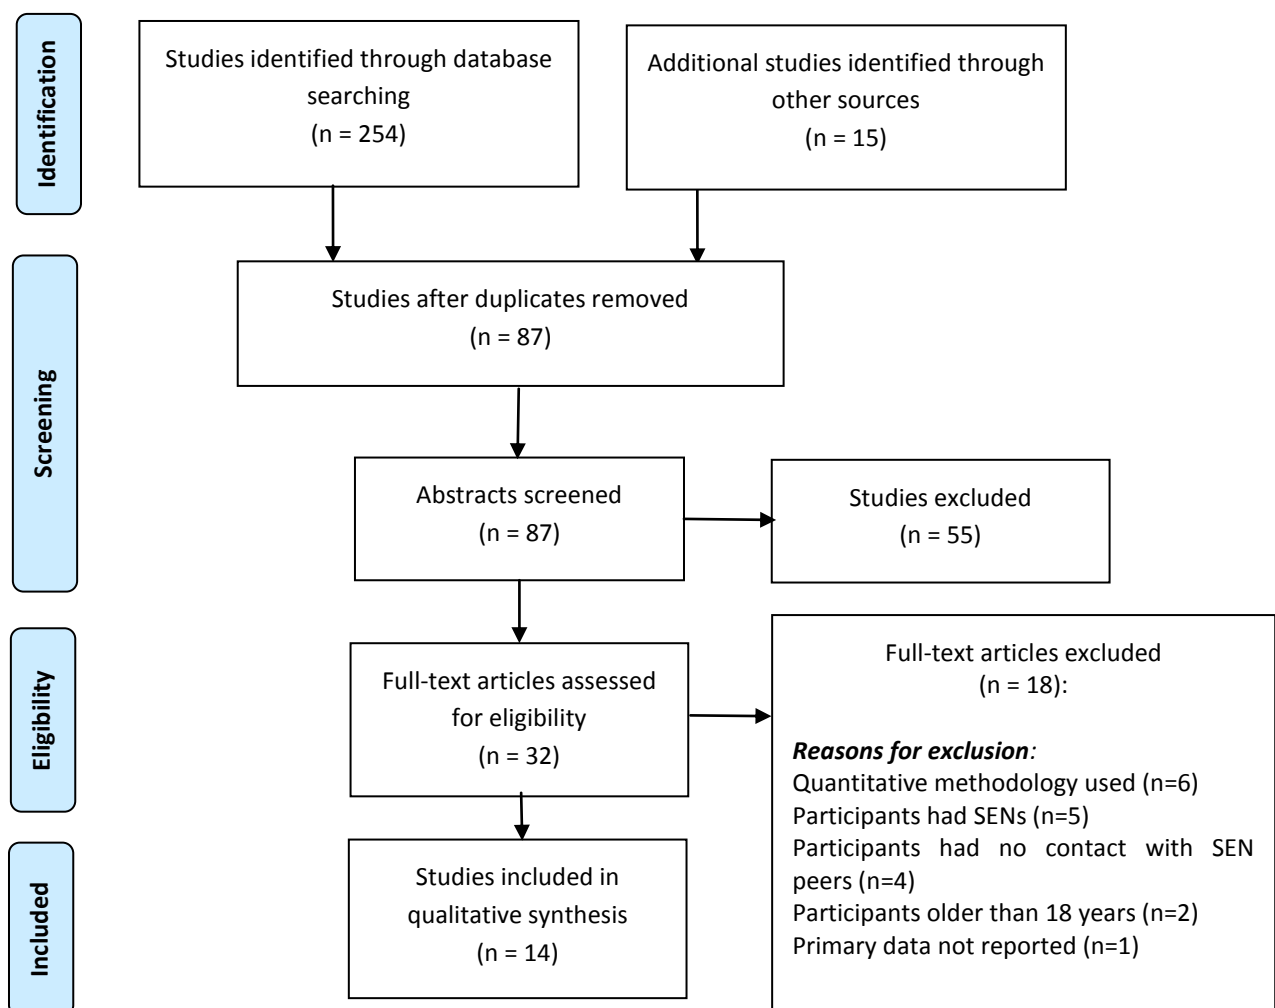 Identification
Studies identified through database
searching
(n = 254)
Additional studies identified through
other sources
(n = 15)
Screening
Studies after duplicates removed
(n = 87)
Abstracts screened
(n = 87)
Studies excluded
(n = 55)
Eligibility
Full-text articles assessed
for eligibility
(n = 32)
Full-text articles excluded
(n = 18):
Reasons for exclusion:
Quantitative methodology used (n=6)
Participants had SENs (n=5)
Participants had no contact with SEN
peers (n=4)
Participants older than 18 years (n=2)
Primary data not reported (n=1)
Included
Studies included in
qualitative synthesis
(n = 14)